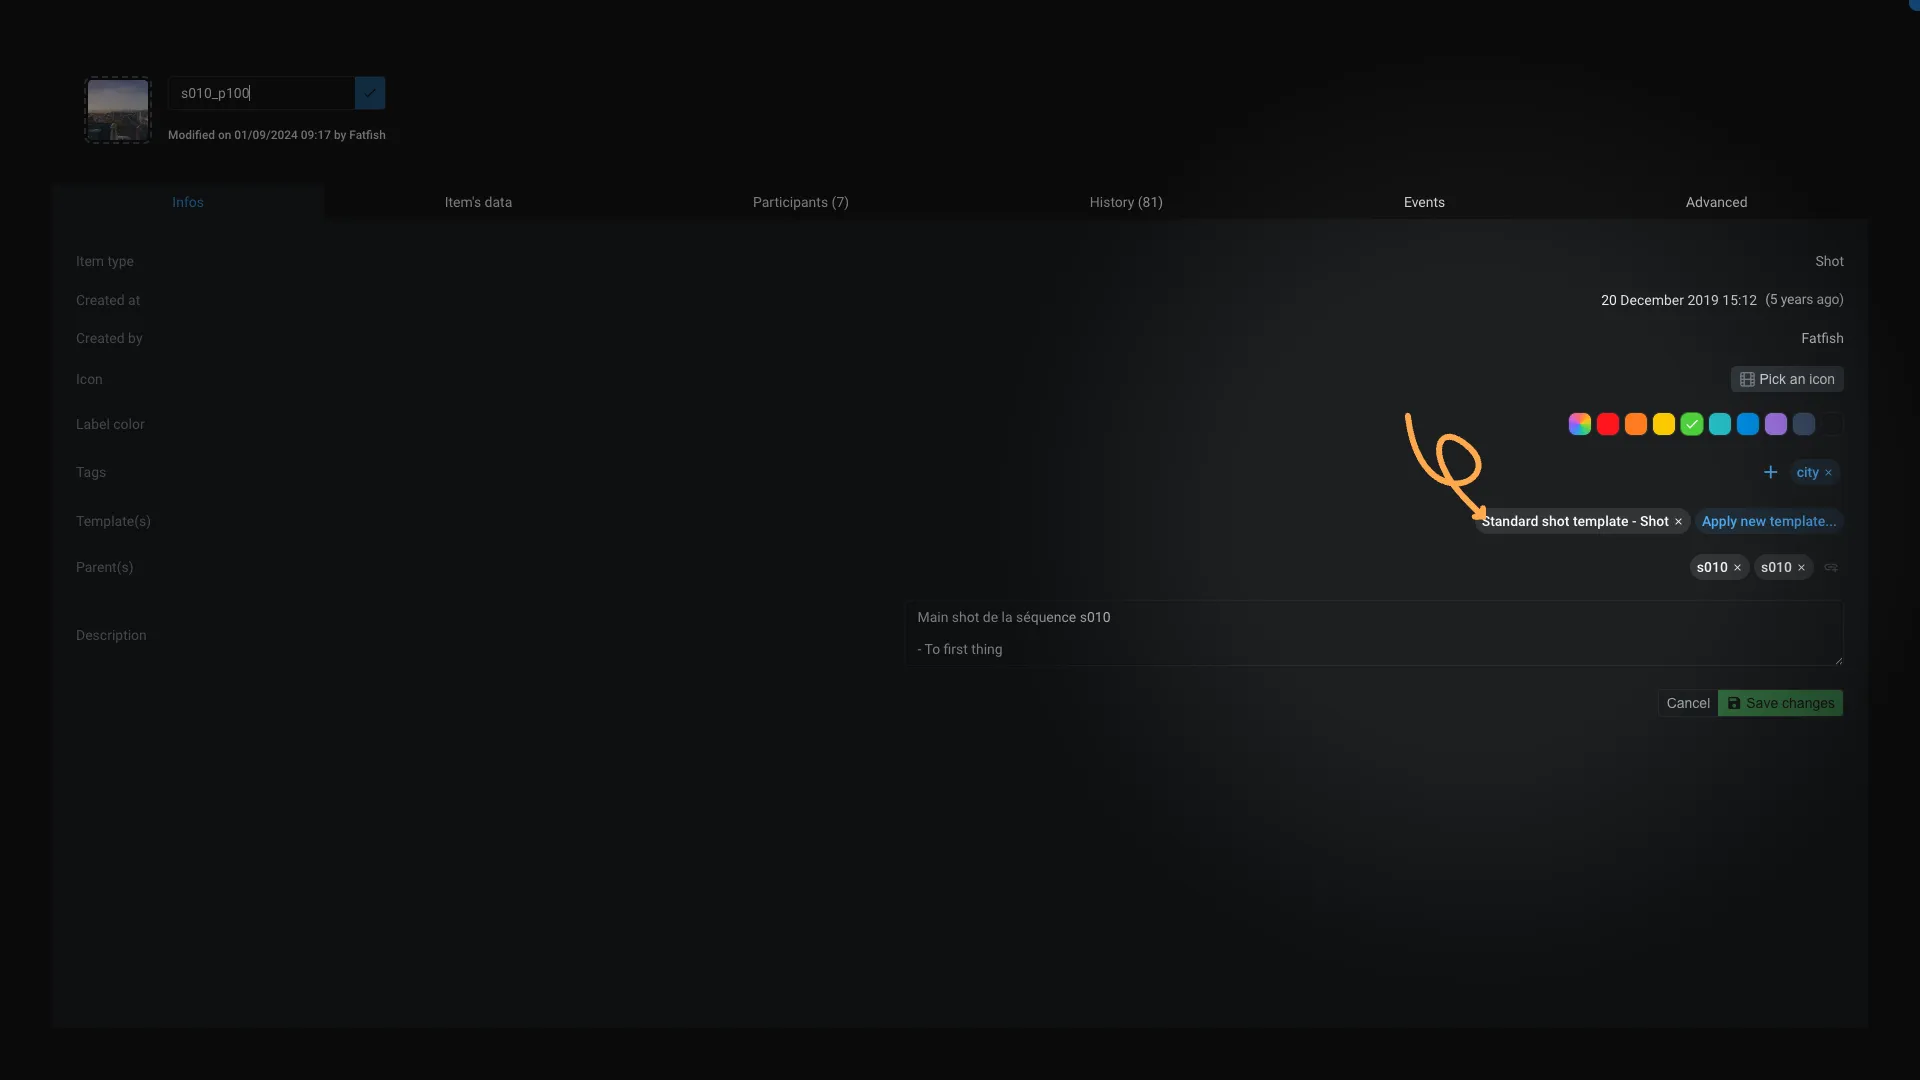 s010_p100
Modified on 01/09/2024 09:17 by Fatfish
Infos Item's data Participants (7) History (81) Events Advanced
Item type Shot
Created at 20 December 2019 15:12 (5 years ago)
Created by Fatfish
Icon Pick an icon
Label color
Tags + city ×
Template(s) Standard shot template - Shot × Apply new template...
Parent(s) s010 × s010 ×
Description Main shot de la séquence s010
- To first thing
Cancel Save changes